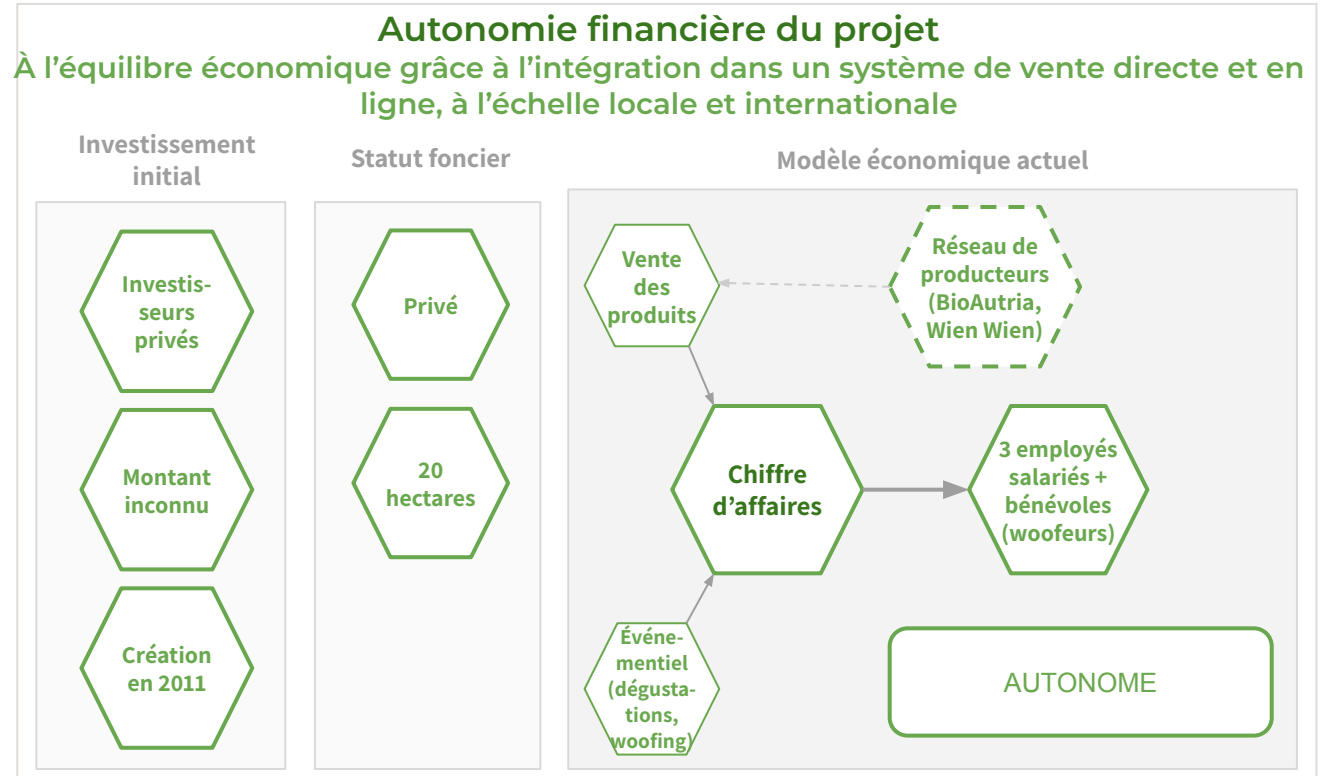 Autonomie financière du projet
À l’équilibre économique grâce à l’intégration dans un système de vente directe et en
ligne, à l’échelle locale et internationale
Investissement
initial
Investis-
seurs
privés
Montant
inconnu
Création
en 2011
Statut foncier
Privé
20
hectares
Modèle économique actuel
Vente
des
produits
Réseau de
producteurs
(BioAutria,
Wien Wien)
Chiffre
d’affaires
3 employés
salariés +
bénévoles
(woofeurs)
Événe-
mentiel
(dégusta-
tions,
woofing)
AUTONOME